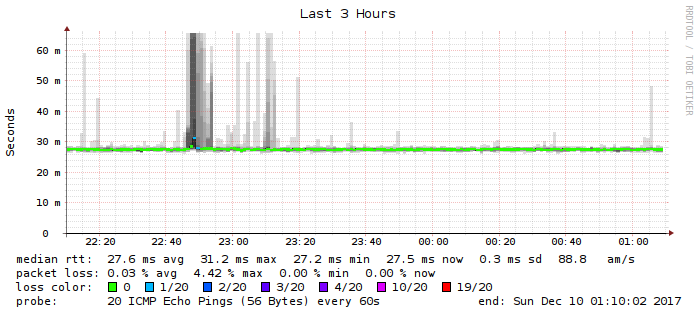 Last 3 Hours
RRDTOOL / TOBI OETIKER
Seconds
60 m
50 m
40 m
30 m
20 m
10 m
0
22:20 22:40 23:00 23:20 23:40 00:00 00:20 00:40 01:00
median rtt: 27.6 ms avg 31.2 ms max 27.2 ms min 27.5 ms now 0.3 ms sd 88.8 am/s
packet loss: 0.03 % avg 4.42 % max 0.00 % min 0.00 % now
loss color: 0 1/20 2/20 3/20 4/20 10/20 19/20
probe: 20 ICMP Echo Pings (56 Bytes) every 60s end: Sun Dec 10 01:10:02 2017